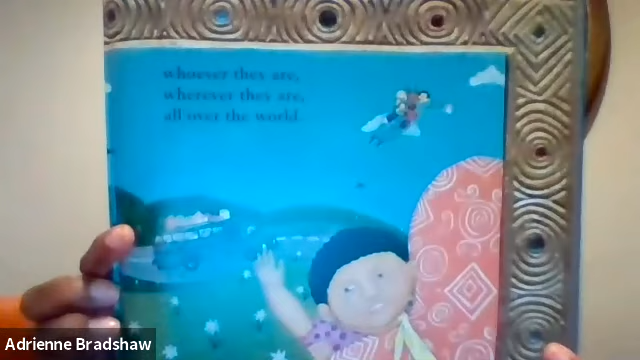 whoever they are,
wherever they are,
all over the world.
Adrienne Bradshaw